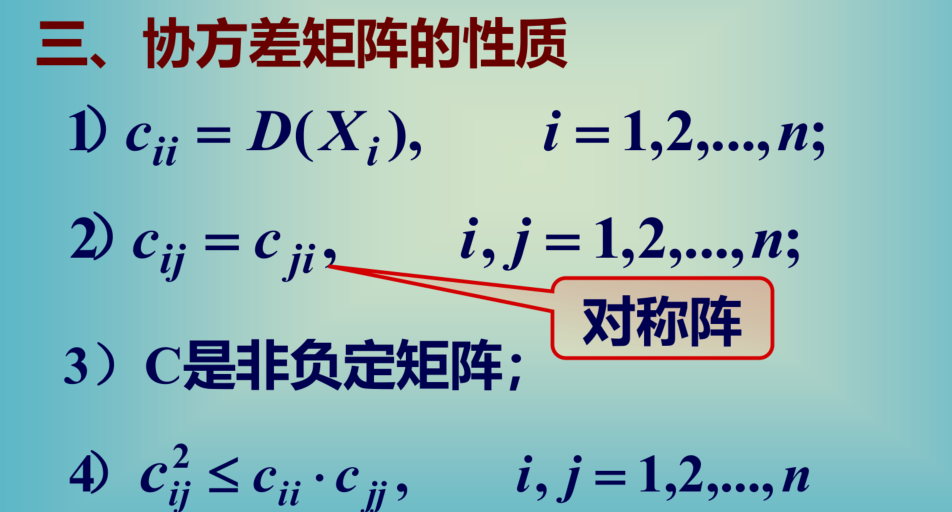 三、协方差矩阵的性质
1) c_{ii} = D(X_i), i = 1,2,...,n;
2) c_{ij} = c_{ji}, i, j = 1,2,...,n;
对称阵
3）C是非负定矩阵；
4) c_{ij}^2 ≤ c_{ii} · c_{jj}, i, j = 1,2,...,n